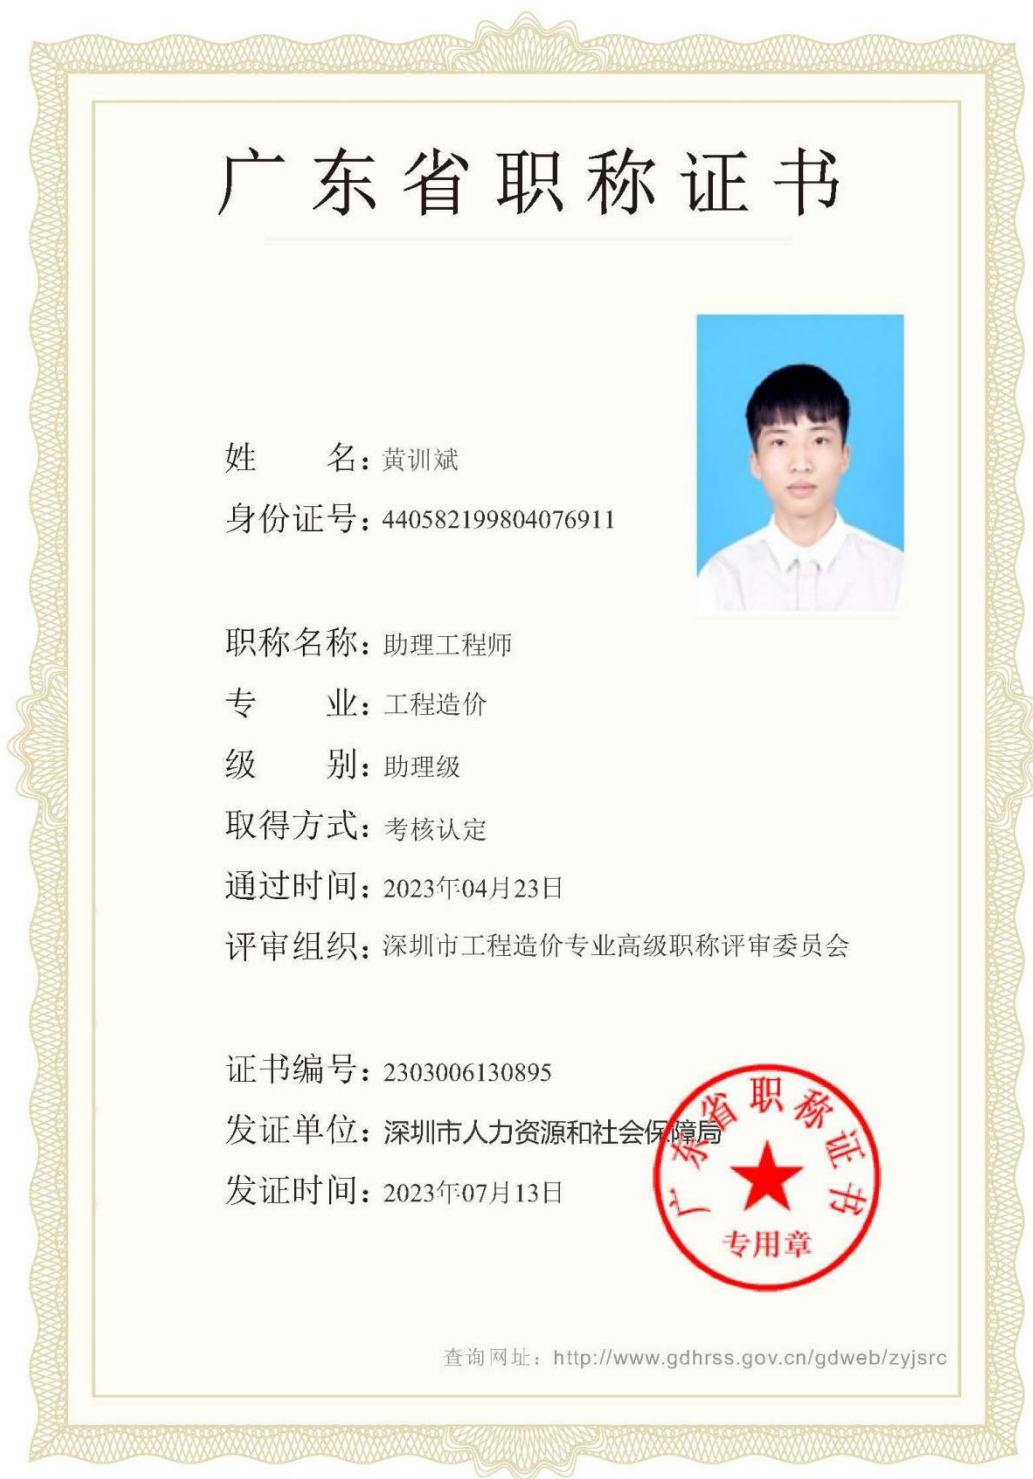 广东省职称证书
姓 名：黄训斌
身份证号：440582199804076911
职称名称：助理工程师
专 业：工程造价
级 别：助理级
取得方式：考核认定
通过时间：2023年04月23日
评审组织：深圳市工程造价专业高级职称评审委员会
证书编号：2303006130895
发证单位：深圳市人力资源和社会保障局
发证时间：2023年07月13日
广东省职称证书
专用章
查询网址：http://www.gdhrss.gov.cn/gdweb/zyjsrc